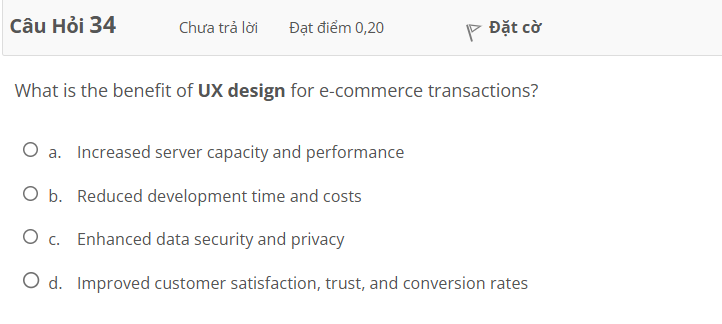 Câu Hỏi 34 Chưa trả lời Đạt điểm 0,20 Đặt cờ
What is the benefit of UX design for e-commerce transactions?
a. Increased server capacity and performance
b. Reduced development time and costs
c. Enhanced data security and privacy
d. Improved customer satisfaction, trust, and conversion rates